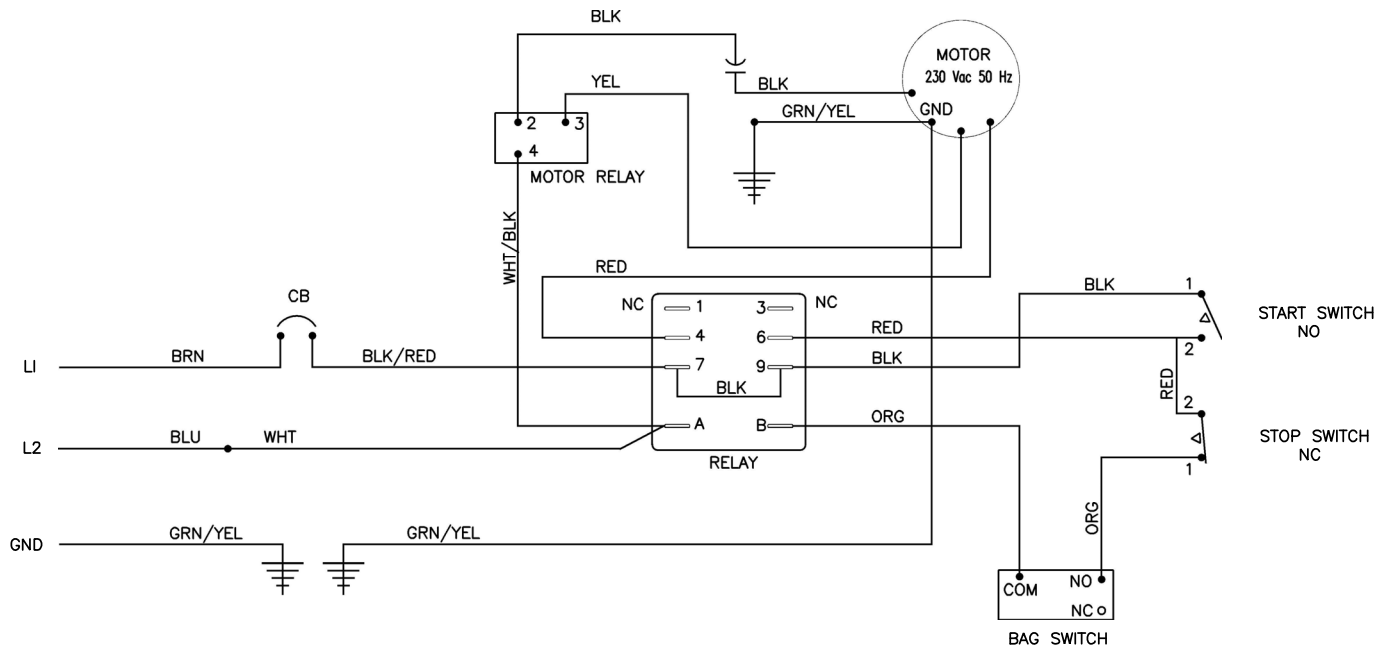 BLK
MOTOR
230 Vac 50 Hz
YEL
BLK
GRN/YEL
GND
2
3
4
MOTOR RELAY
WHT/BLK
RED
NC
1
3
NC
BLK
1
CB
4
6
RED
START SWITCH
NO
2
L1
BRN
BLK/RED
7
9
BLK
BLK
RED
2
A
B
ORG
L2
BLU
WHT
RELAY
STOP SWITCH
NC
1
ORG
GND
GRN/YEL
GRN/YEL
COM
NO
NC
BAG SWITCH